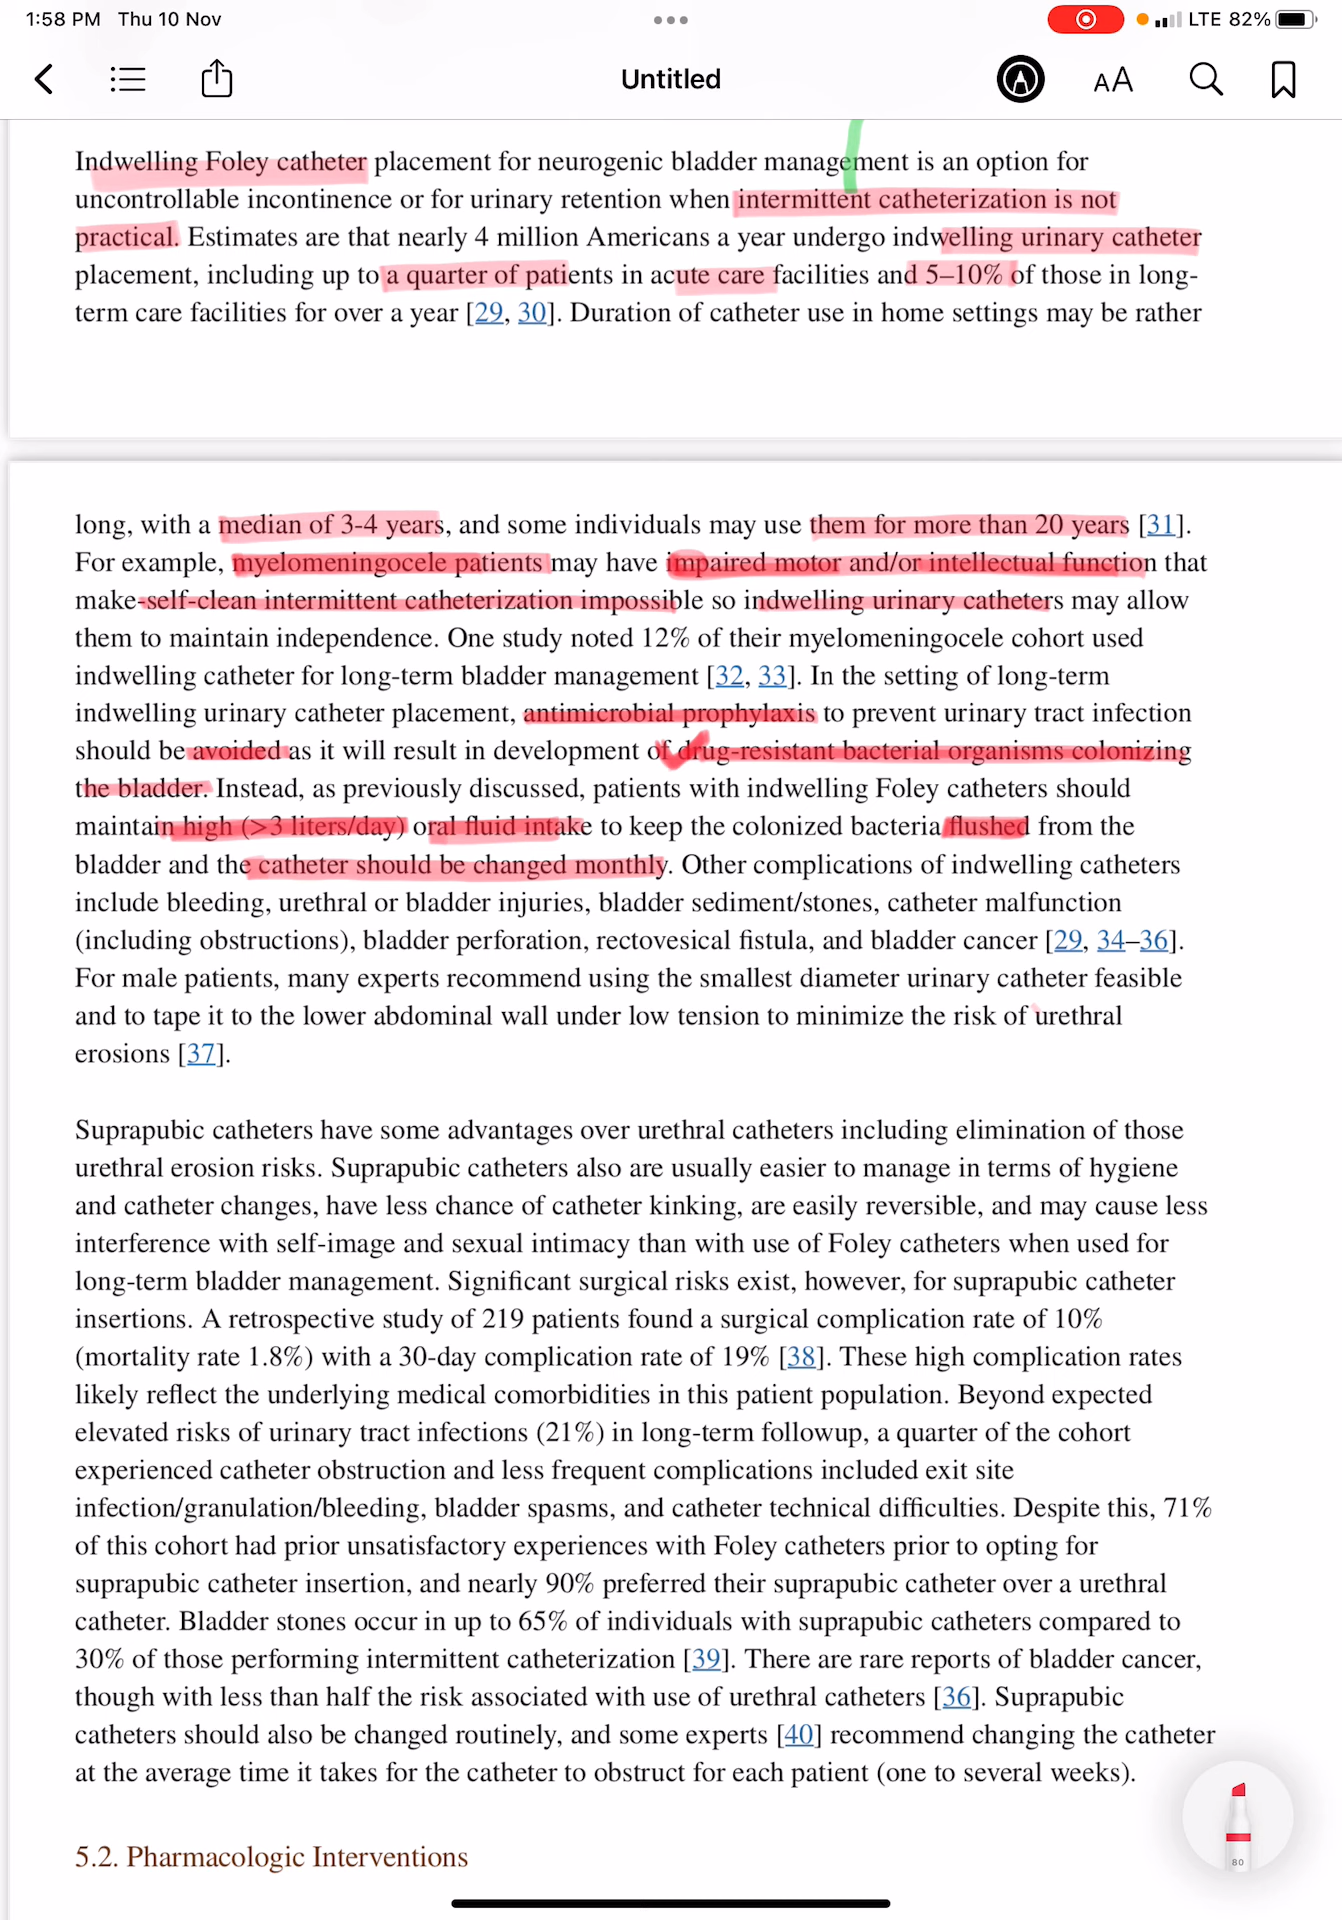 1:58 PM Thu 10 Nov
LTE 82%
Untitled
AA
Indwelling Foley catheter placement for neurogenic bladder management is an option for
uncontrollable incontinence or for urinary retention when intermittent catheterization is not
practical. Estimates are that nearly 4 million Americans a year undergo indwelling urinary catheter
placement, including up to a quarter of patients in acute care facilities and 5–10% of those in long-
term care facilities for over a year [29, 30]. Duration of catheter use in home settings may be rather
long, with a median of 3-4 years, and some individuals may use them for more than 20 years [31].
For example, myelomeningocele patients may have impaired motor and/or intellectual function that
make self-clean intermittent catheterization impossible so indwelling urinary catheters may allow
them to maintain independence. One study noted 12% of their myelomeningocele cohort used
indwelling catheter for long-term bladder management [32, 33]. In the setting of long-term
indwelling urinary catheter placement, antimicrobial prophylaxis to prevent urinary tract infection
should be avoided as it will result in development of drug-resistant bacterial organisms colonizing
the bladder. Instead, as previously discussed, patients with indwelling Foley catheters should
maintain high (>3 liters/day) oral fluid intake to keep the colonized bacteria flushed from the
bladder and the catheter should be changed monthly. Other complications of indwelling catheters
include bleeding, urethral or bladder injuries, bladder sediment/stones, catheter malfunction
(including obstructions), bladder perforation, rectovesical fistula, and bladder cancer [29, 34–36].
For male patients, many experts recommend using the smallest diameter urinary catheter feasible
and to tape it to the lower abdominal wall under low tension to minimize the risk of urethral
erosions [37].
Suprapubic catheters have some advantages over urethral catheters including elimination of those
urethral erosion risks. Suprapubic catheters also are usually easier to manage in terms of hygiene
and catheter changes, have less chance of catheter kinking, are easily reversible, and may cause less
interference with self-image and sexual intimacy than with use of Foley catheters when used for
long-term bladder management. Significant surgical risks exist, however, for suprapubic catheter
insertions. A retrospective study of 219 patients found a surgical complication rate of 10%
(mortality rate 1.8%) with a 30-day complication rate of 19% [38]. These high complication rates
likely reflect the underlying medical comorbidities in this patient population. Beyond expected
elevated risks of urinary tract infections (21%) in long-term followup, a quarter of the cohort
experienced catheter obstruction and less frequent complications included exit site
infection/granulation/bleeding, bladder spasms, and catheter technical difficulties. Despite this, 71%
of this cohort had prior unsatisfactory experiences with Foley catheters prior to opting for
suprapubic catheter insertion, and nearly 90% preferred their suprapubic catheter over a urethral
catheter. Bladder stones occur in up to 65% of individuals with suprapubic catheters compared to
30% of those performing intermittent catheterization [39]. There are rare reports of bladder cancer,
though with less than half the risk associated with use of urethral catheters [36]. Suprapubic
catheters should also be changed routinely, and some experts [40] recommend changing the catheter
at the average time it takes for the catheter to obstruct for each patient (one to several weeks).
80
5.2. Pharmacologic Interventions